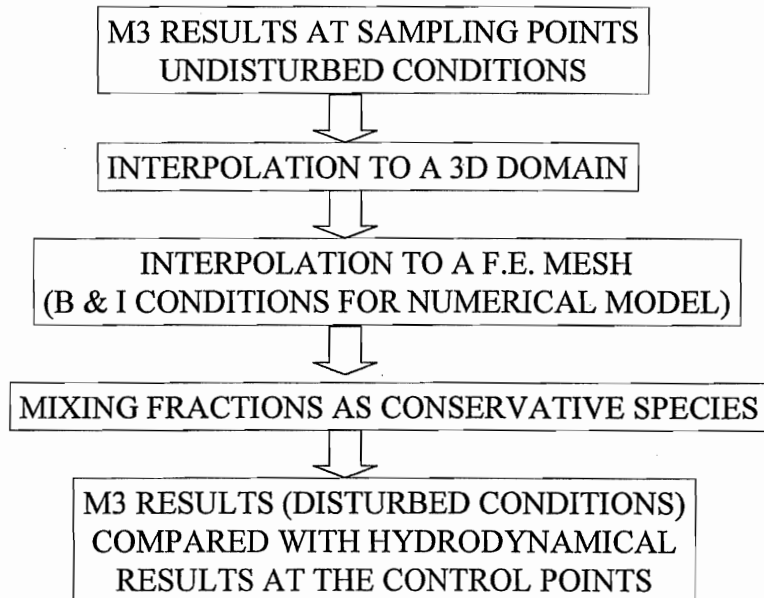 M3 RESULTS AT SAMPLING POINTS
UNDISTURBED CONDITIONS
INTERPOLATION TO A 3D DOMAIN
INTERPOLATION TO A F.E. MESH
(B & I CONDITIONS FOR NUMERICAL MODEL)
MIXING FRACTIONS AS CONSERVATIVE SPECIES
M3 RESULTS (DISTURBED CONDITIONS)
COMPARED WITH HYDRODYNAMICAL
RESULTS AT THE CONTROL POINTS